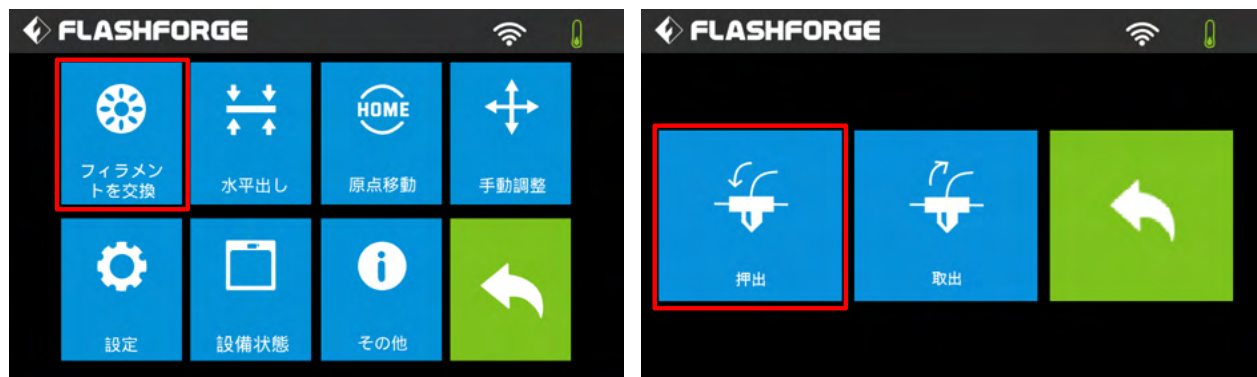 FLASHFORGE
フィラメン
トを交換
水平出し
HOME
原点移動
手動調整
設定
設備状態
その他
FLASHFORGE
押出
取出